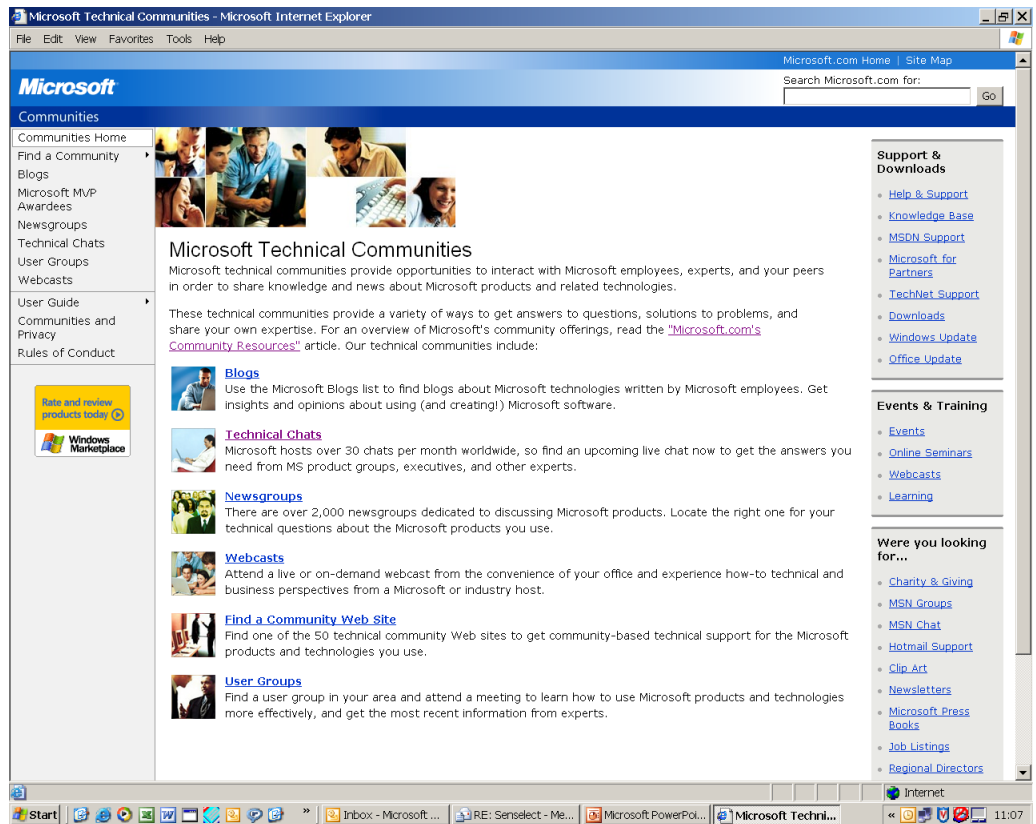 Microsoft Technical Communities - Microsoft Internet Explorer
File Edit View Favorites Tools Help
Microsoft.com Home | Site Map
Microsoft
Search Microsoft.com for:
Go
Communities
Communities Home
Find a Community
Blogs
Microsoft MVP
Awardees
Newsgroups
Technical Chats
User Groups
Webcasts
User Guide
Communities and
Privacy
Rules of Conduct
Rate and review
products today
Windows
Marketplace
Microsoft Technical Communities
Microsoft technical communities provide opportunities to interact with Microsoft employees, experts, and your peers
in order to share knowledge and news about Microsoft products and related technologies.
These technical communities provide a variety of ways to get answers to questions, solutions to problems, and
share your own expertise. For an overview of Microsoft's community offerings, read the "Microsoft.com's
Community Resources" article. Our technical communities include:
Blogs
Use the Microsoft Blogs list to find blogs about Microsoft technologies written by Microsoft employees. Get
insights and opinions about using (and creating!) Microsoft software.
Technical Chats
Microsoft hosts over 30 chats per month worldwide, so find an upcoming live chat now to get the answers you
need from MS product groups, executives, and other experts.
Newsgroups
There are over 2,000 newsgroups dedicated to discussing Microsoft products. Locate the right one for your
technical questions about the Microsoft products you use.
Webcasts
Attend a live or on-demand webcast from the convenience of your office and experience how-to technical and
business perspectives from a Microsoft or industry host.
Find a Community Web Site
Find one of the 50 technical community Web sites to get community-based technical support for the Microsoft
products and technologies you use.
User Groups
Find a user group in your area and attend a meeting to learn how to use Microsoft products and technologies
more effectively, and get the most recent information from experts.
Support &
Downloads
Help & Support
Knowledge Base
MSDN Support
Microsoft for
Partners
TechNet Support
Downloads
Windows Update
Office Update
Events & Training
Events
Online Seminars
Webcasts
Learning
Were you looking
for...
Charity & Giving
MSN Groups
MSN Chat
Hotmail Support
Clip Art
Newsletters
Microsoft Press
Books
Job Listings
Regional Directors
Internet
Start
Inbox - Microsoft ...
RE: Senselect - Me...
Microsoft PowerPoi...
Microsoft Techni...
11:07